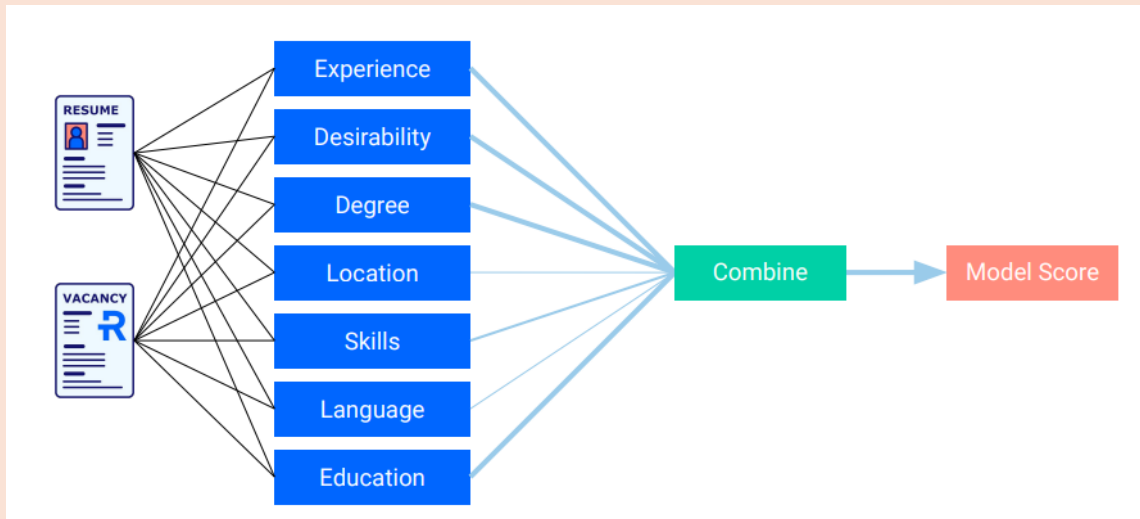 RESUME
VACANCY
R
Experience
Desirability
Degree
Location
Skills
Language
Education
Combine
Model Score